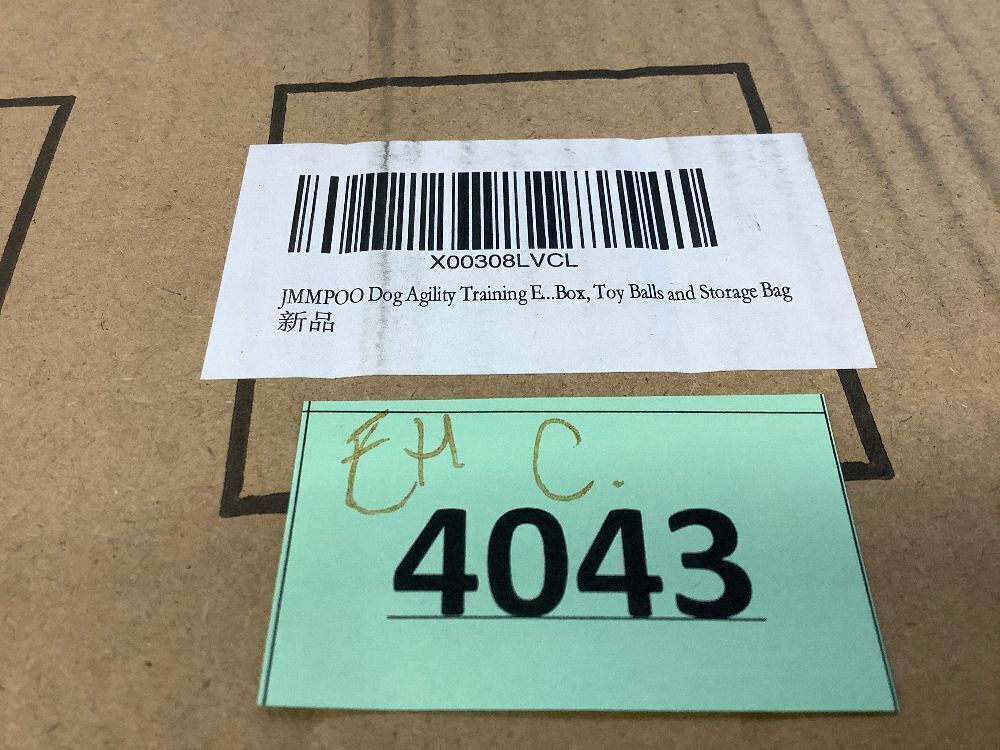 X00308LVCL
JMMPOO Dog Agility Training E...Box, Toy Balls and Storage Bag
新品
EH C.
4043